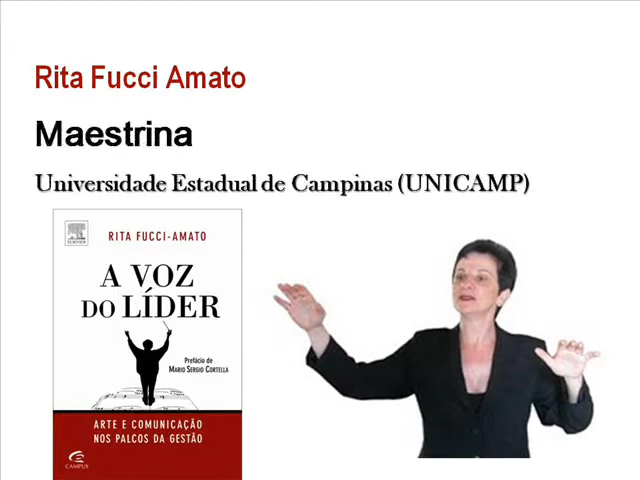 Rita Fucci Amato
Maestrina
Universidade Estadual de Campinas (UNICAMP)
ELSEVIER
RITA FUCCI-AMATO
A VOZ
DO LÍDER
Prefácio de
MARIO SERGIO CORTELLA
ARTE E COMUNICAÇÃO
NOS PALCOS DA GESTÃO
CAMPUS